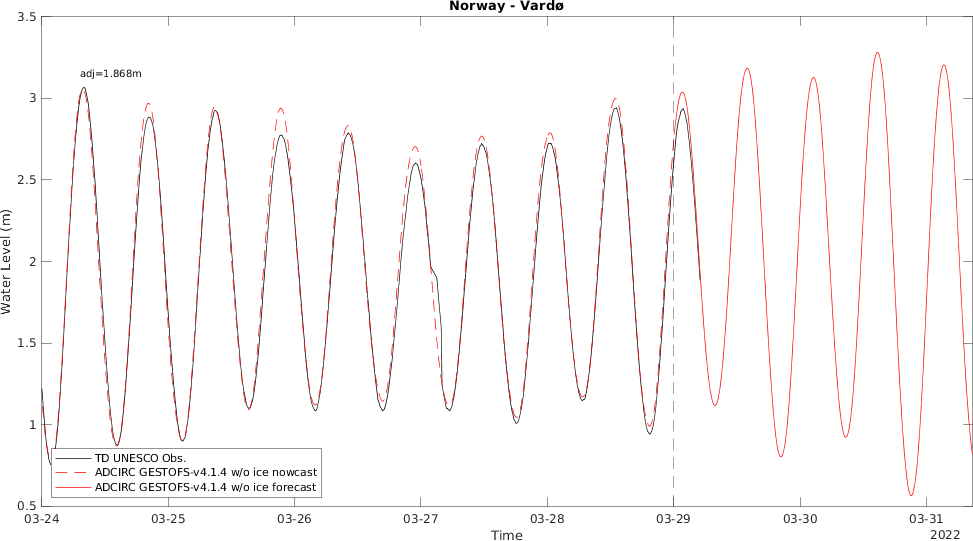 Norway - Vardø
3.5
adj=1.868m
3
2.5
2
1.5
1
0.5
Water Level (m)
TD UNESCO Obs.
ADCIRC GESTOFS-v4.1.4 w/o ice nowcast
ADCIRC GESTOFS-v4.1.4 w/o ice forecast
03-24 03-25 03-26 03-27 03-28 03-29 03-30 03-31
Time
2022